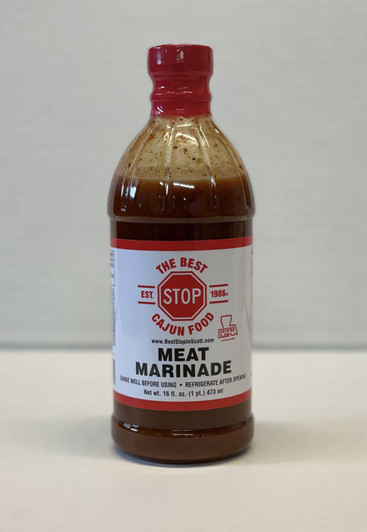 THE BEST
EST. STOP 1986
CAJUN FOOD
www.BestStopInScott.com
MEAT
MARINADE
SHAKE WELL BEFORE USING • REFRIGERATE AFTER OPENING
Net wt. 16 fl. oz. (1 pt.) 473 ml
CERTIFIED